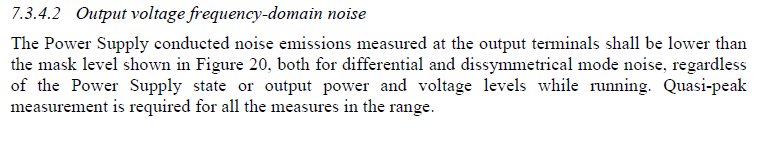 7.3.4.2 Output voltage frequency-domain noise
The Power Supply conducted noise emissions measured at the output terminals shall be lower than
the mask level shown in Figure 20, both for differential and dissymmetrical mode noise, regardless
of the Power Supply state or output power and voltage levels while running. Quasi-peak
measurement is required for all the measures in the range.